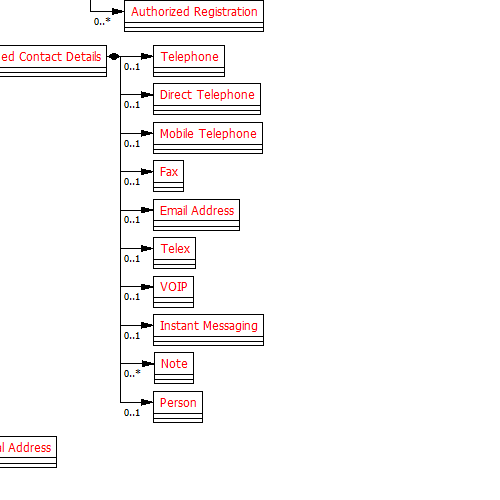 Authorized Registration
0..*
ed Contact Details
Telephone
0..1
Direct Telephone
0..1
Mobile Telephone
0..1
Fax
0..1
Email Address
0..1
Telex
0..1
VOIP
0..1
Instant Messaging
0..1
Note
0..*
Person
0..1
l Address